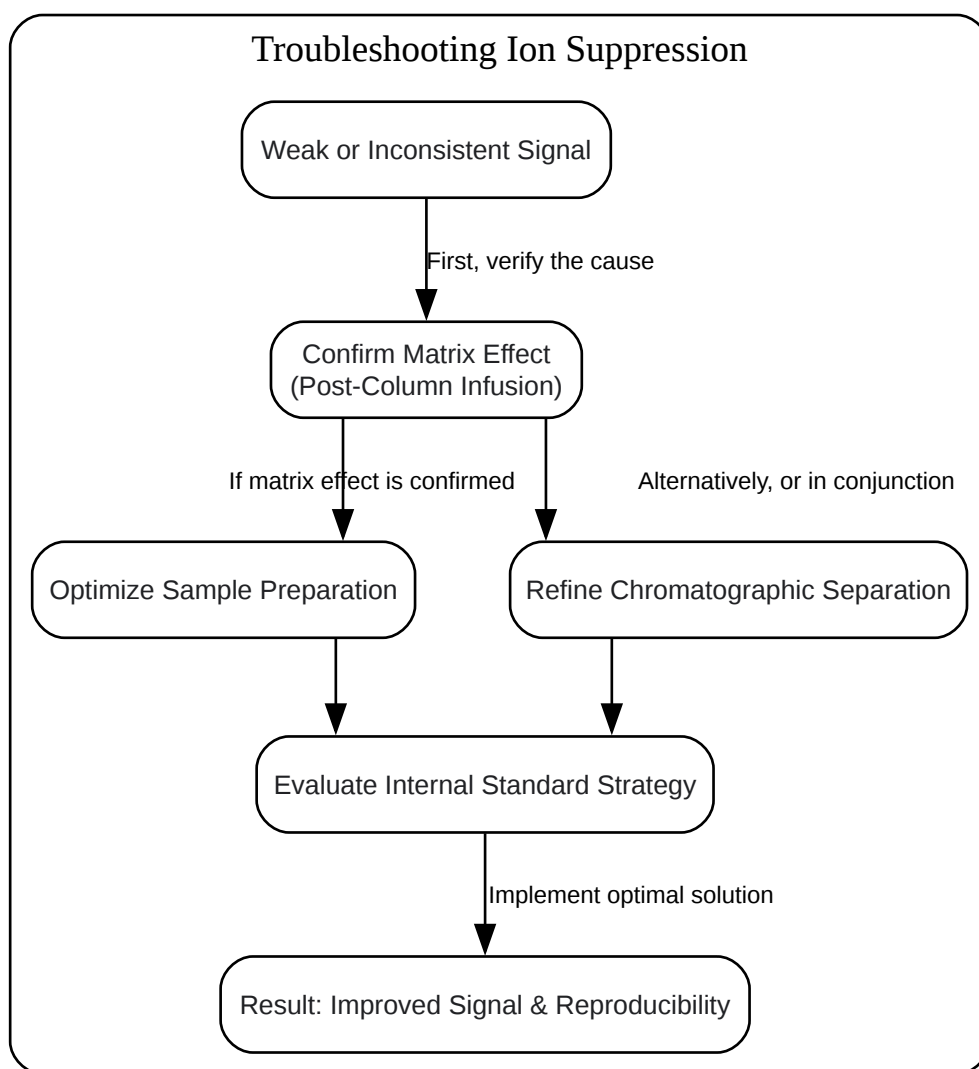 Troubleshooting Ion Suppression
Weak or Inconsistent Signal
First, verify the cause
Confirm Matrix Effect
(Post-Column Infusion)
If matrix effect is confirmed
Alternatively, or in conjunction
Optimize Sample Preparation
Refine Chromatographic Separation
Evaluate Internal Standard Strategy
Implement optimal solution
Result: Improved Signal & Reproducibility